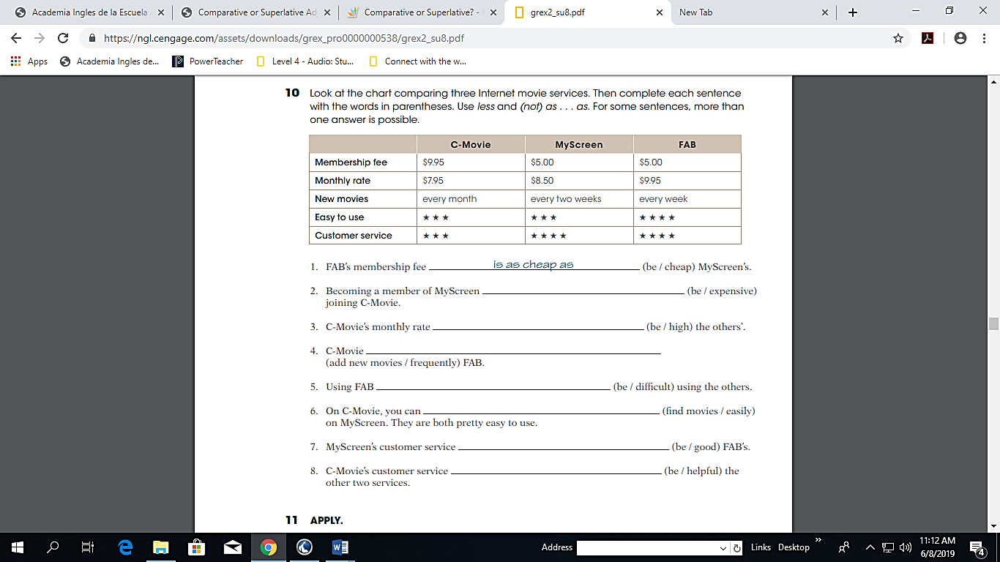 Academia Ingles de la Escuela
Comparative or Superlative Ad
Comparative or Superlative? -
grex2_su8.pdf
New Tab
https://ngl.cengage.com/assets/downloads/grex_pro0000000538/grex2_su8.pdf
Apps
Academia Ingles de...
PowerTeacher
Level 4 - Audio: Stu...
Connect with the w...
10 Look at the chart comparing three Internet movie services. Then complete each sentence
with the words in parentheses. Use less and (not) as . . . as. For some sentences, more than
one answer is possible.
C-Movie MyScreen FAB
Membership fee $9.95 $5.00 $5.00
Monthly rate $7.95 $8.50 $9.95
New movies every month every two weeks every week
Easy to use ★★★ ★★★ ★★★★
Customer service ★★★ ★★★★ ★★★★
1. FAB's membership fee is as cheap as (be / cheap) MyScreen's.
2. Becoming a member of MyScreen (be / expensive)
joining C-Movie.
3. C-Movie's monthly rate (be / high) the others'.
4. C-Movie
(add new movies / frequently) FAB.
5. Using FAB (be / difficult) using the others.
6. On C-Movie, you can (find movies / easily)
on MyScreen. They are both pretty easy to use.
7. MyScreen's customer service (be / good) FAB's.
8. C-Movie's customer service (be / helpful) the
other two services.
11 APPLY.
Address
Links Desktop
11:12 AM
6/8/2019
4